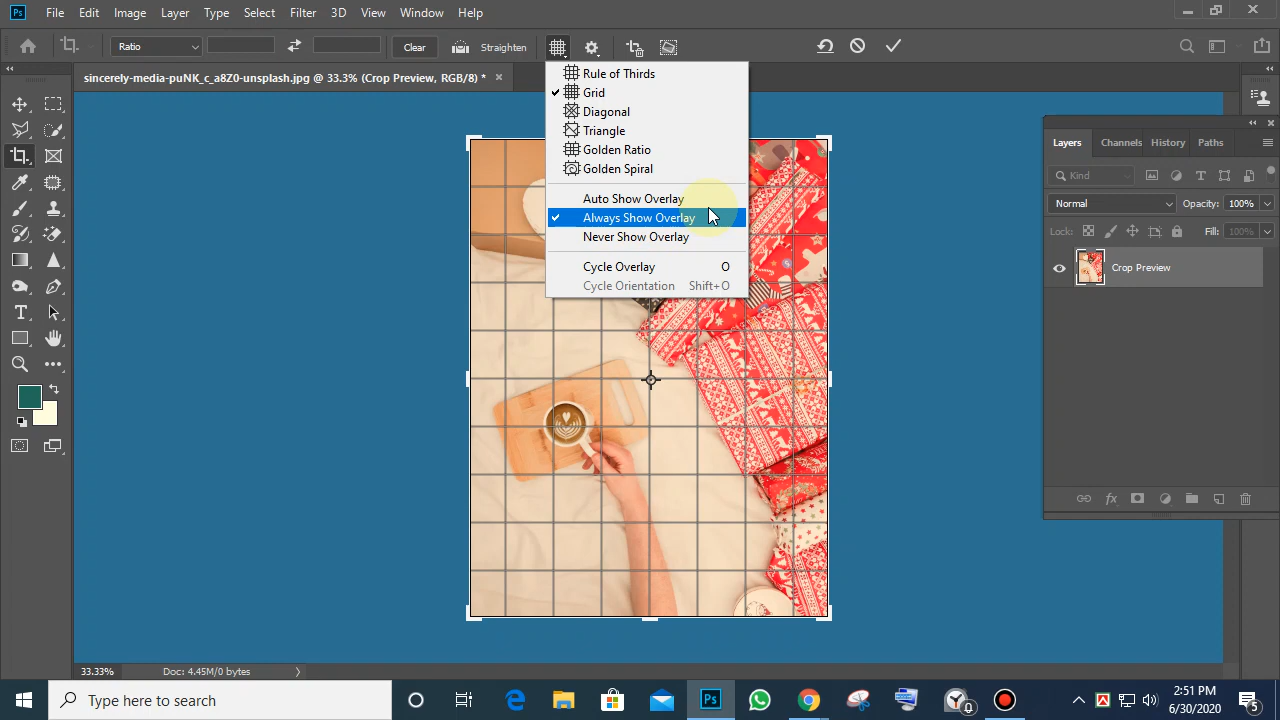 Ps File Edit Image Layer Type Select Filter 3D View Window Help
Ratio Clear Straighten
sincerely-media-puNK_c_a8Z0-unsplash.jpg @ 33.3% (Crop Preview, RGB/8) *
Rule of Thirds
Grid
Diagonal
Triangle
Golden Ratio
Golden Spiral
Auto Show Overlay
Always Show Overlay
Never Show Overlay
Cycle Overlay O
Cycle Orientation Shift+O
Layers Channels History Paths
Kind
Normal Opacity: 100%
Lock: Fill: 100%
Crop Preview
33.33% Doc: 4.45M/0 bytes
Type here to search
Ps
2:51 PM
6/30/2020
5